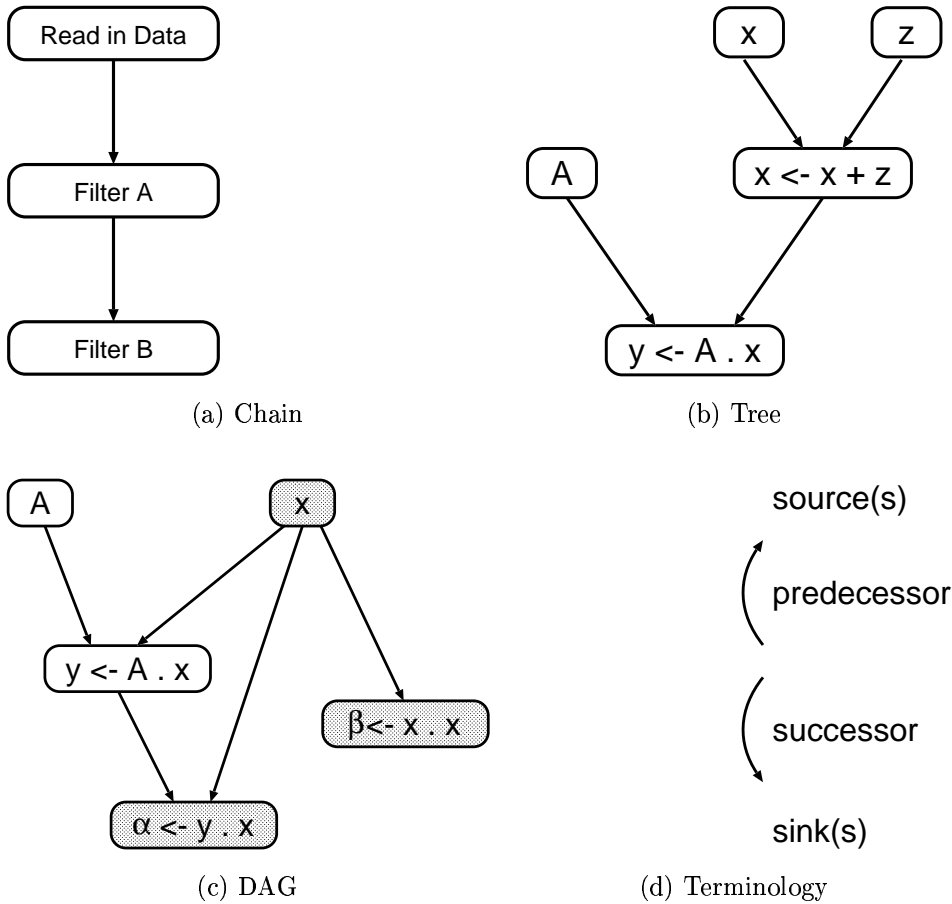 Read in Data
Filter A
Filter B
(a) Chain
x
z
A
x <- x + z
y <- A . x
(b) Tree
A
x
y <- A . x
β<- x . x
α <- y . x
(c) DAG
source(s)
predecessor
successor
sink(s)
(d) Terminology